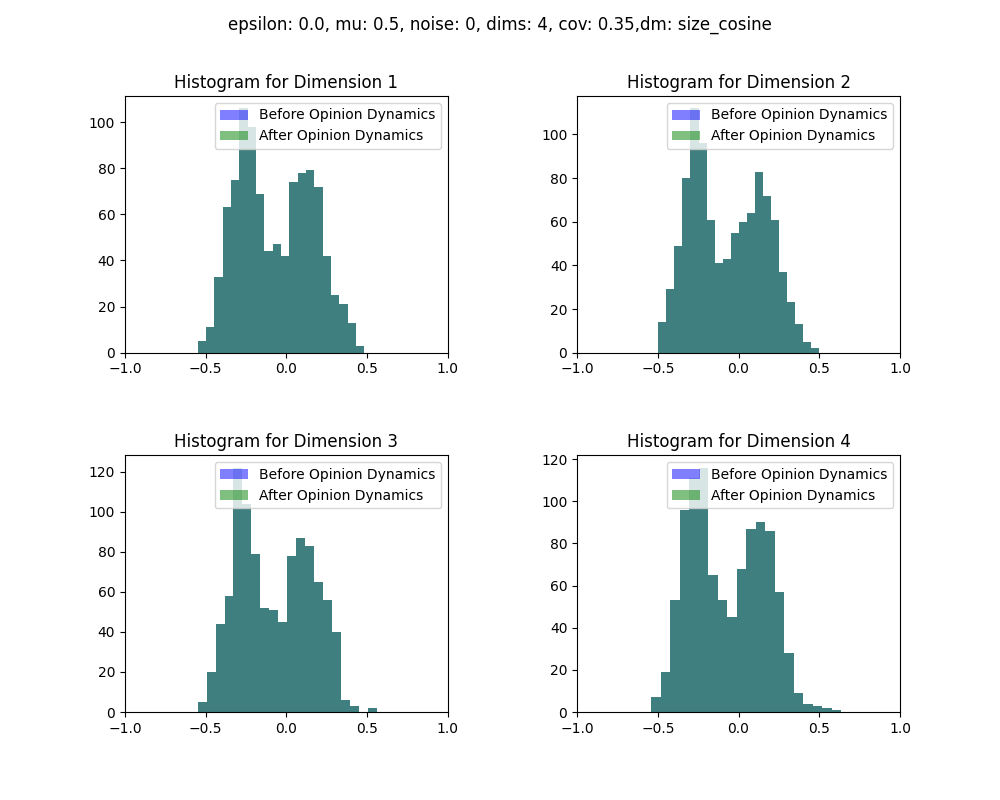 epsilon: 0.0, mu: 0.5, noise: 0, dims: 4, cov: 0.35,dm: size_cosine
Histogram for Dimension 1
Before Opinion Dynamics
After Opinion Dynamics
100
80
60
40
20
0
−1.0 −0.5 0.0 0.5 1.0
Histogram for Dimension 2
Before Opinion Dynamics
After Opinion Dynamics
100
80
60
40
20
0
−1.0 −0.5 0.0 0.5 1.0
Histogram for Dimension 3
Before Opinion Dynamics
After Opinion Dynamics
120
100
80
60
40
20
0
−1.0 −0.5 0.0 0.5 1.0
Histogram for Dimension 4
Before Opinion Dynamics
After Opinion Dynamics
120
100
80
60
40
20
0
−1.0 −0.5 0.0 0.5 1.0